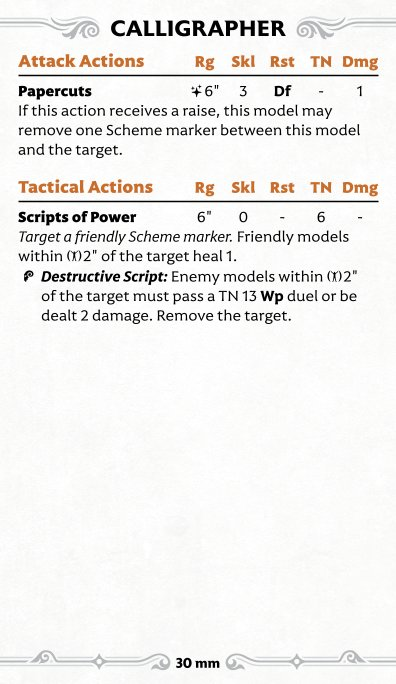 CALLIGRAPHER
Attack Actions Rg Skl Rst TN Dmg
Papercuts 6" 3 Df - 1
If this action receives a raise, this model may
remove one Scheme marker between this model
and the target.
Tactical Actions Rg Skl Rst TN Dmg
Scripts of Power 6" 0 - 6 -
Target a friendly Scheme marker. Friendly models
within 2" of the target heal 1.
Destructive Script: Enemy models within 2"
of the target must pass a TN 13 Wp duel or be
dealt 2 damage. Remove the target.
30 mm